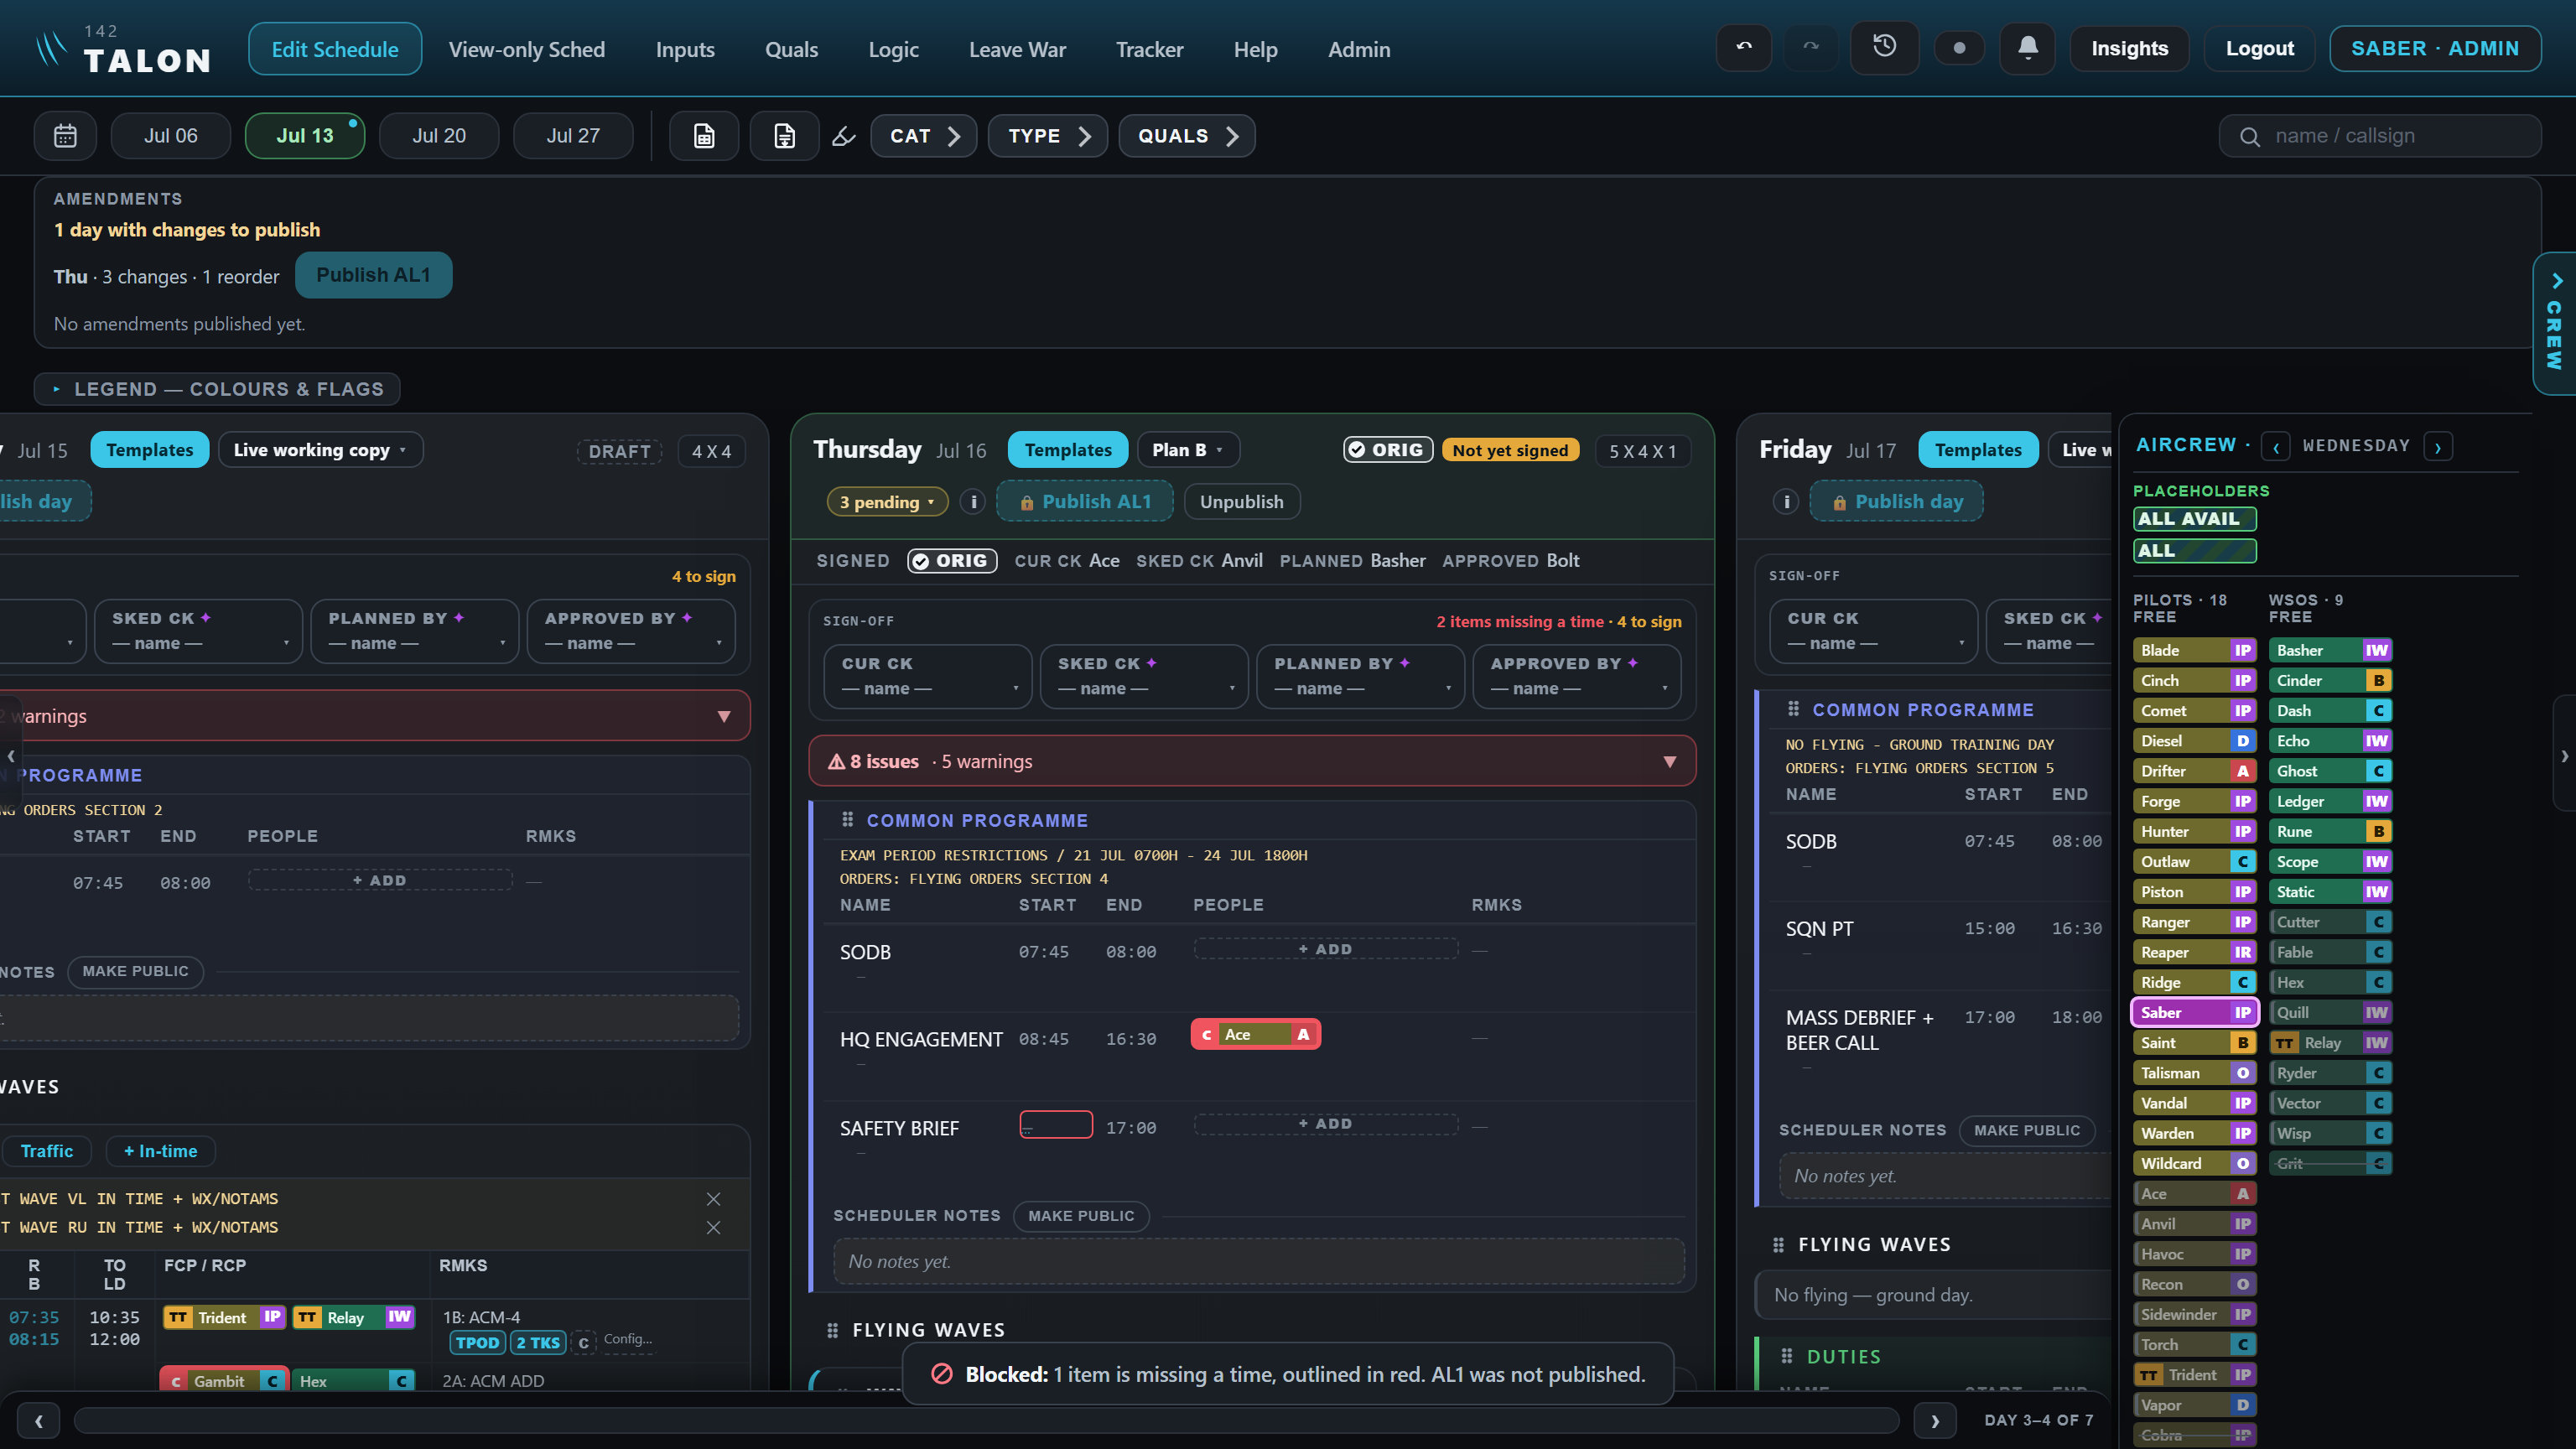 142
TALON
Edit Schedule
View-only Sched
Inputs
Quals
Logic
Leave War
Tracker
Help
Admin
Insights
Logout
SABER · ADMIN
Jul 06
Jul 13
Jul 20
Jul 27
CAT
TYPE
QUALS
name / callsign
AMENDMENTS
1 day with changes to publish
Thu · 3 changes · 1 reorder
Publish AL1
No amendments published yet.
CREW
LEGEND — COLOURS & FLAGS
Jul 15
Templates
Live working copy
DRAFT
4 X 4
lish day
4 to sign
SKED CK
— name —
PLANNED BY
— name —
APPROVED BY
— name —
2 warnings
PROGRAMME
ORDERS SECTION 2
START END PEOPLE RMKS
07:45 08:00 + ADD —
NOTES MAKE PUBLIC
WAVES
Traffic
+ In-time
T WAVE VL IN TIME + WX/NOTAMS
T WAVE RU IN TIME + WX/NOTAMS
R TO FCP / RCP RMKS
B LD
07:35 10:35 TT Trident IP TT Relay IW 1B: ACM-4
08:15 12:00 TPOD 2 TKS C Config...
C Gambit C Hex C 2A: ACM ADD
Thursday Jul 16
Templates
Plan B
ORIG
Not yet signed
5 X 4 X 1
3 pending
i
Publish AL1
Unpublish
SIGNED ORIG CUR CK Ace SKED CK Anvil PLANNED Basher APPROVED Bolt
SIGN-OFF
2 items missing a time · 4 to sign
CUR CK
— name —
SKED CK
— name —
PLANNED BY
— name —
APPROVED BY
— name —
8 issues · 5 warnings
COMMON PROGRAMME
EXAM PERIOD RESTRICTIONS / 21 JUL 0700H - 24 JUL 1800H
ORDERS: FLYING ORDERS SECTION 4
NAME START END PEOPLE RMKS
SODB 07:45 08:00 + ADD —
—
HQ ENGAGEMENT 08:45 16:30 C Ace A —
—
SAFETY BRIEF 17:00 + ADD —
—
SCHEDULER NOTES MAKE PUBLIC
No notes yet.
FLYING WAVES
Blocked: 1 item is missing a time, outlined in red. AL1 was not published.
Friday Jul 17
Templates
Live w
i
Publish day
SIGN-OFF
CUR CK
— name —
SKED CK
— name —
COMMON PROGRAMME
NO FLYING - GROUND TRAINING DAY
ORDERS: FLYING ORDERS SECTION 5
NAME START END
SODB 07:45 08:00
—
SQN PT 15:00 16:30
—
MASS DEBRIEF + 17:00 18:00
BEER CALL
—
SCHEDULER NOTES MAKE PUBLIC
No notes yet.
FLYING WAVES
No flying — ground day.
DUTIES
NAME START END
AIRCREW · WEDNESDAY
PLACEHOLDERS
ALL AVAIL
ALL
PILOTS · 18 FREE
WSOS · 9 FREE
Blade IP Basher IW
Cinch IP Cinder B
Comet IP Dash C
Diesel D Echo IW
Drifter A Ghost C
Forge IP Ledger IW
Hunter IP Rune B
Outlaw C Scope IW
Piston IP Static IW
Ranger IP Cutter C
Reaper IR Fable C
Ridge C Hex C
Saber IP Quill IW
Saint B TT Relay IW
Talisman O Ryder C
Vandal IP Vector C
Warden IP Wisp C
Wildcard O Grit C
Ace A
Anvil IP
Havoc IP
Recon O
Sidewinder IP
Torch C
TT Trident IP
Vapor D
Cobra IP
DAY 3–4 OF 7